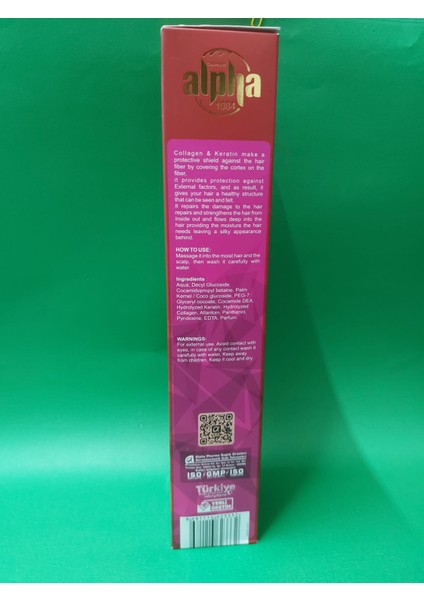 alpha
1984
Collagen & Keratin make a
protective shield against the hair
fiber by covering the cortex on the
fiber.
it provides protection against
External factors, and as result, it
gives your hair a healthy structure
that can be seen and felt
It repairs the damage to the hair
repairs and strengthens the hair from
inside out and flows deep into the
hair providing the moisture the hair
needs leaving a silky appearance
behind.
HOW TO USE:
Massage it into the moist hair and the
scalp, then wash it carefully with
water.
Ingredients
Aqua, Decyl Glucoside,
Cocamidopropyl betaine, Palm
Kernel / Coco glucoside, PEG-7
Glyceryl cocoate, Cocamide DEA,
Hydrolyzed Keratin, Hydrolyzed
Collagen, Allantoin, Panthenol,
Pyridoxine, EDTA, Parfum
WARNINGS:
For external use. Avoid contact with
eyes, in case of any contact wash it
carefully with water, Keep away
from children, Keep it cool and dry.
ISO / GMP / ISO
Türkiye
YERLİ
ÜRETİM